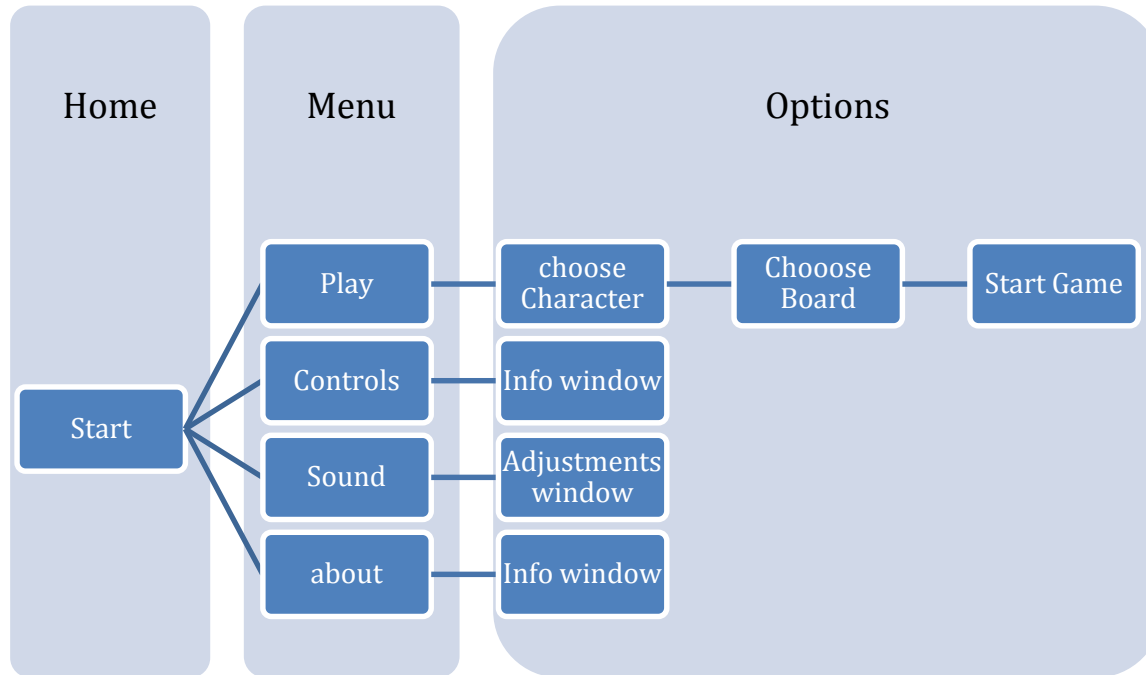 Home
Menu
Options
Play
choose
Character
Chooose
Board
Start Game
Controls
Info window
Start
Sound
Adjustments
window
about
Info window